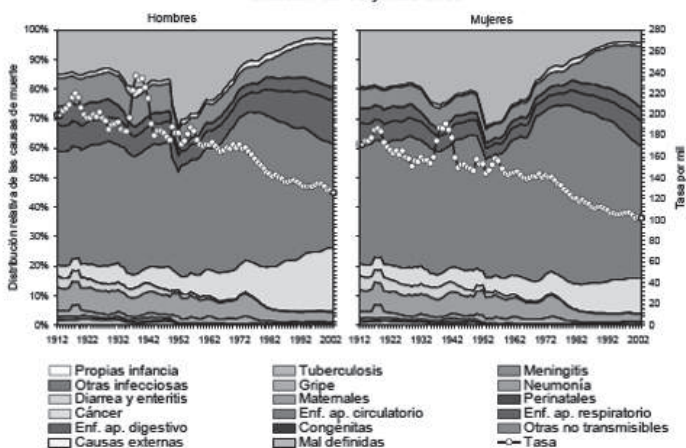 Hombres
Mujeres
Distribución relativa de las causas de muerte
100%
90%
80%
70%
60%
50%
40%
30%
20%
10%
0%
1912 1922 1932 1942 1952 1962 1972 1982 1992 2002
1912 1922 1932 1942 1952 1962 1972 1982 1992 2002
280
260
240
220
200
180
160
140
120
100
80
60
40
20
0
Tasa por mil
Propias infancia
Tuberculosis
Meningitis
Otras infecciosas
Gripe
Neumonía
Diarrea y enteritis
Maternales
Perinatales
Cáncer
Enf. ap. circulatorio
Enf. ap. respiratorio
Enf. ap. digestivo
Congénitas
Otras no transmisibles
Causas externas
Mal definidas
Tasa